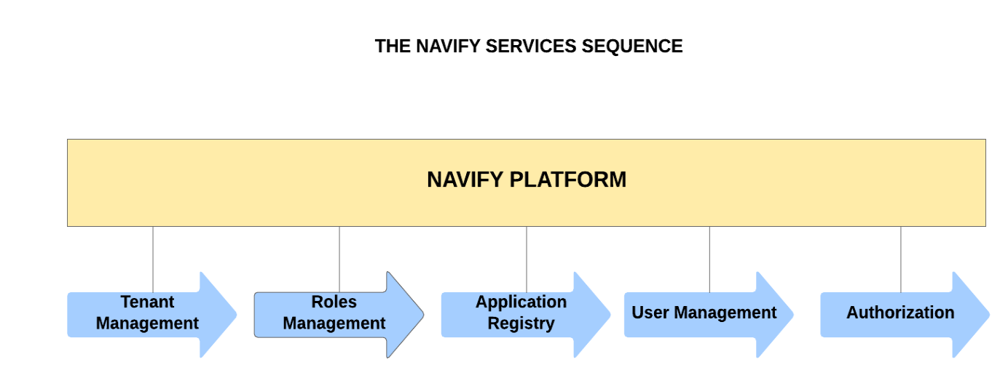 THE NAVIFY SERVICES SEQUENCE
NAVIFY PLATFORM
Tenant
Management
Roles
Management
Application
Registry
User Management
Authorization